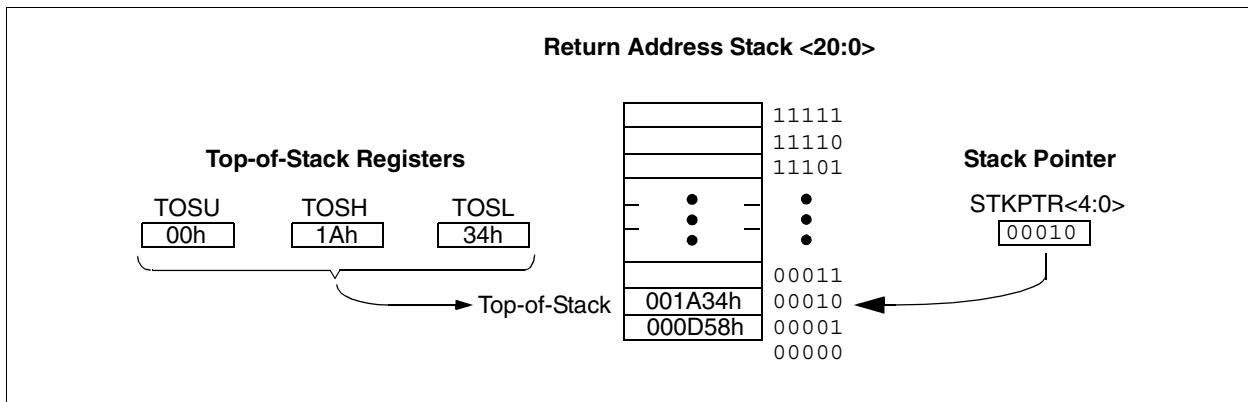 Return Address Stack <20:0>
Top-of-Stack Registers
TOSU TOSH TOSL
00h 1Ah 34h
11111
11110
11101
00011
Top-of-Stack 001A34h 00010
000D58h 00001
00000
Stack Pointer
STKPTR<4:0>
00010